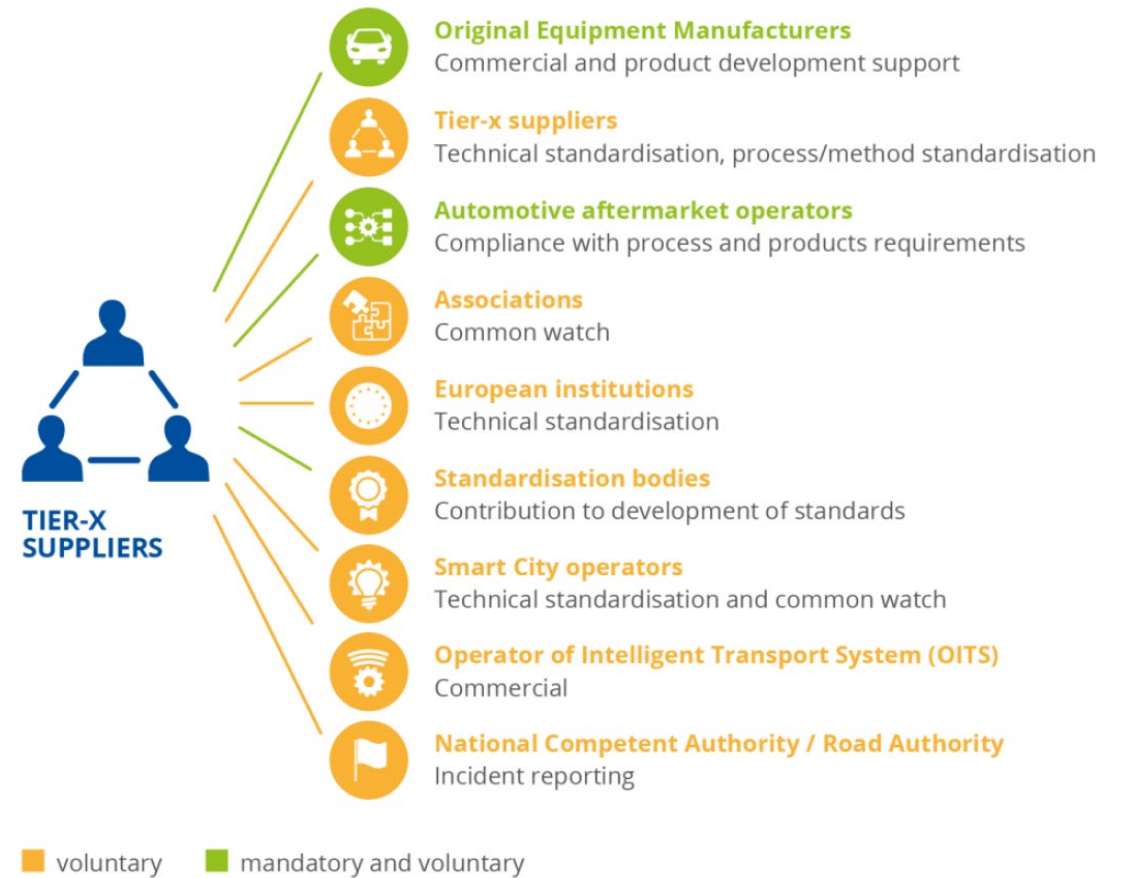 Original Equipment Manufacturers
Commercial and product development support
Tier-x suppliers
Technical standardisation, process/method standardisation
Automotive aftermarket operators
Compliance with process and products requirements
Associations
Common watch
European institutions
Technical standardisation
Standardisation bodies
Contribution to development of standards
Smart City operators
Technical standardisation and common watch
Operator of Intelligent Transport System (OITS)
Commercial
National Competent Authority / Road Authority
Incident reporting
TIER-X
SUPPLIERS
voluntary
mandatory and voluntary